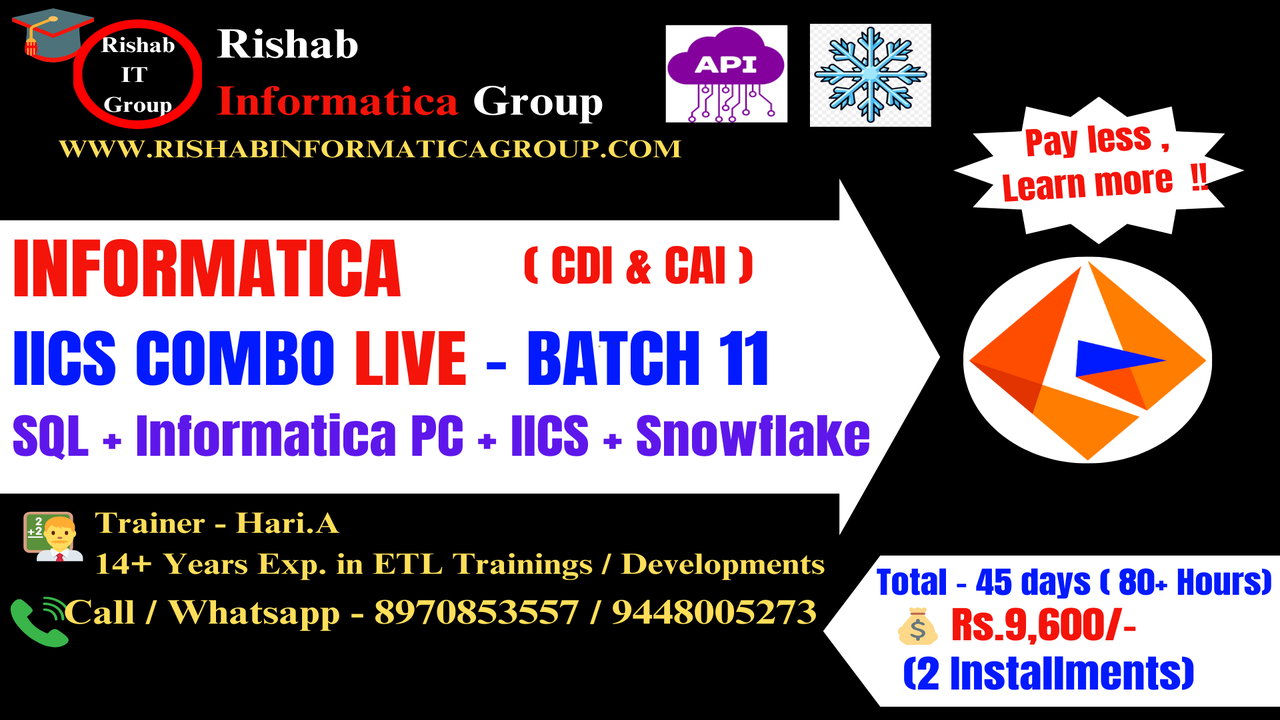 Rishab
IT
Group
Rishab
Informatica Group
WWW.RISHABINFORMATICAGROUP.COM
API
Pay less ,
Learn more !!
INFORMATICA ( CDI & CAI )
IICS COMBO LIVE - BATCH 11
SQL + Informatica PC + IICS + Snowflake
2
+2
Trainer - Hari.A
14+ Years Exp. in ETL Trainings / Developments
Call / Whatsapp - 8970853557 / 9448005273
Total - 45 days ( 80+ Hours)
$ Rs.9,600/-
(2 Installments)